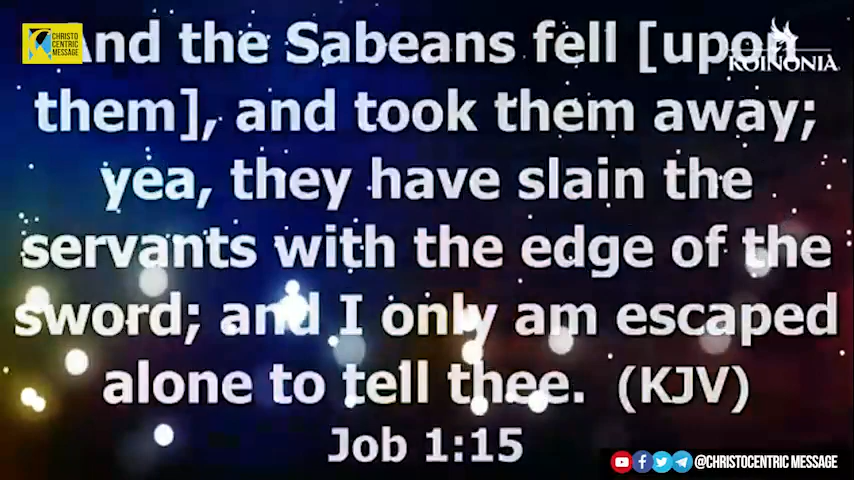 CHRISTO
CENTRIC
MESSAGE
KOINONIA
And the Sabeans fell [upon
them], and took them away;
yea, they have slain the
servants with the edge of the
sword; and I only am escaped
alone to tell thee. (KJV)
Job 1:15
@CHRISTOCENTRIC MESSAGE